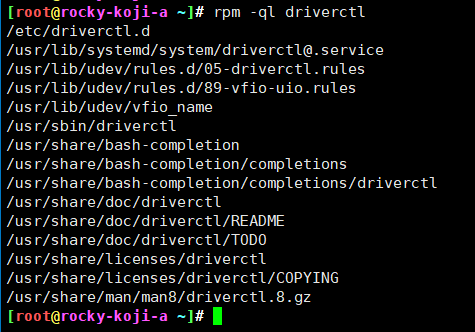 [root@rocky-koji-a ~]# rpm -ql driverctl
/etc/driverctl.d
/usr/lib/systemd/system/driverctl@.service
/usr/lib/udev/rules.d/05-driverctl.rules
/usr/lib/udev/rules.d/89-vfio-uio.rules
/usr/lib/udev/vfio_name
/usr/sbin/driverctl
/usr/share/bash-completion
/usr/share/bash-completion/completions
/usr/share/bash-completion/completions/driverctl
/usr/share/doc/driverctl
/usr/share/doc/driverctl/README
/usr/share/doc/driverctl/TODO
/usr/share/licenses/driverctl
/usr/share/licenses/driverctl/COPYING
/usr/share/man/man8/driverctl.8.gz
[root@rocky-koji-a ~]#